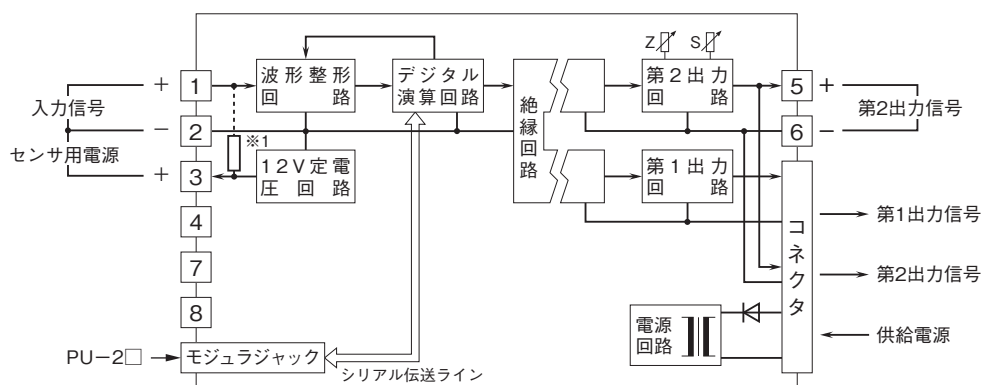 入力信号
センサ用電源
+
−
+
1
2
3
4
7
8
※1
波形整形
回路
12V定電
圧回路
デジタル
演算回路
絶縁回路
Z
S
第2出力
回路
第1出力
回路
5
6
+
−
第2出力信号
コネクタ
第1出力信号
第2出力信号
供給電源
電源
回路
PU−2□
モジュラジャック
シリアル伝送ライン